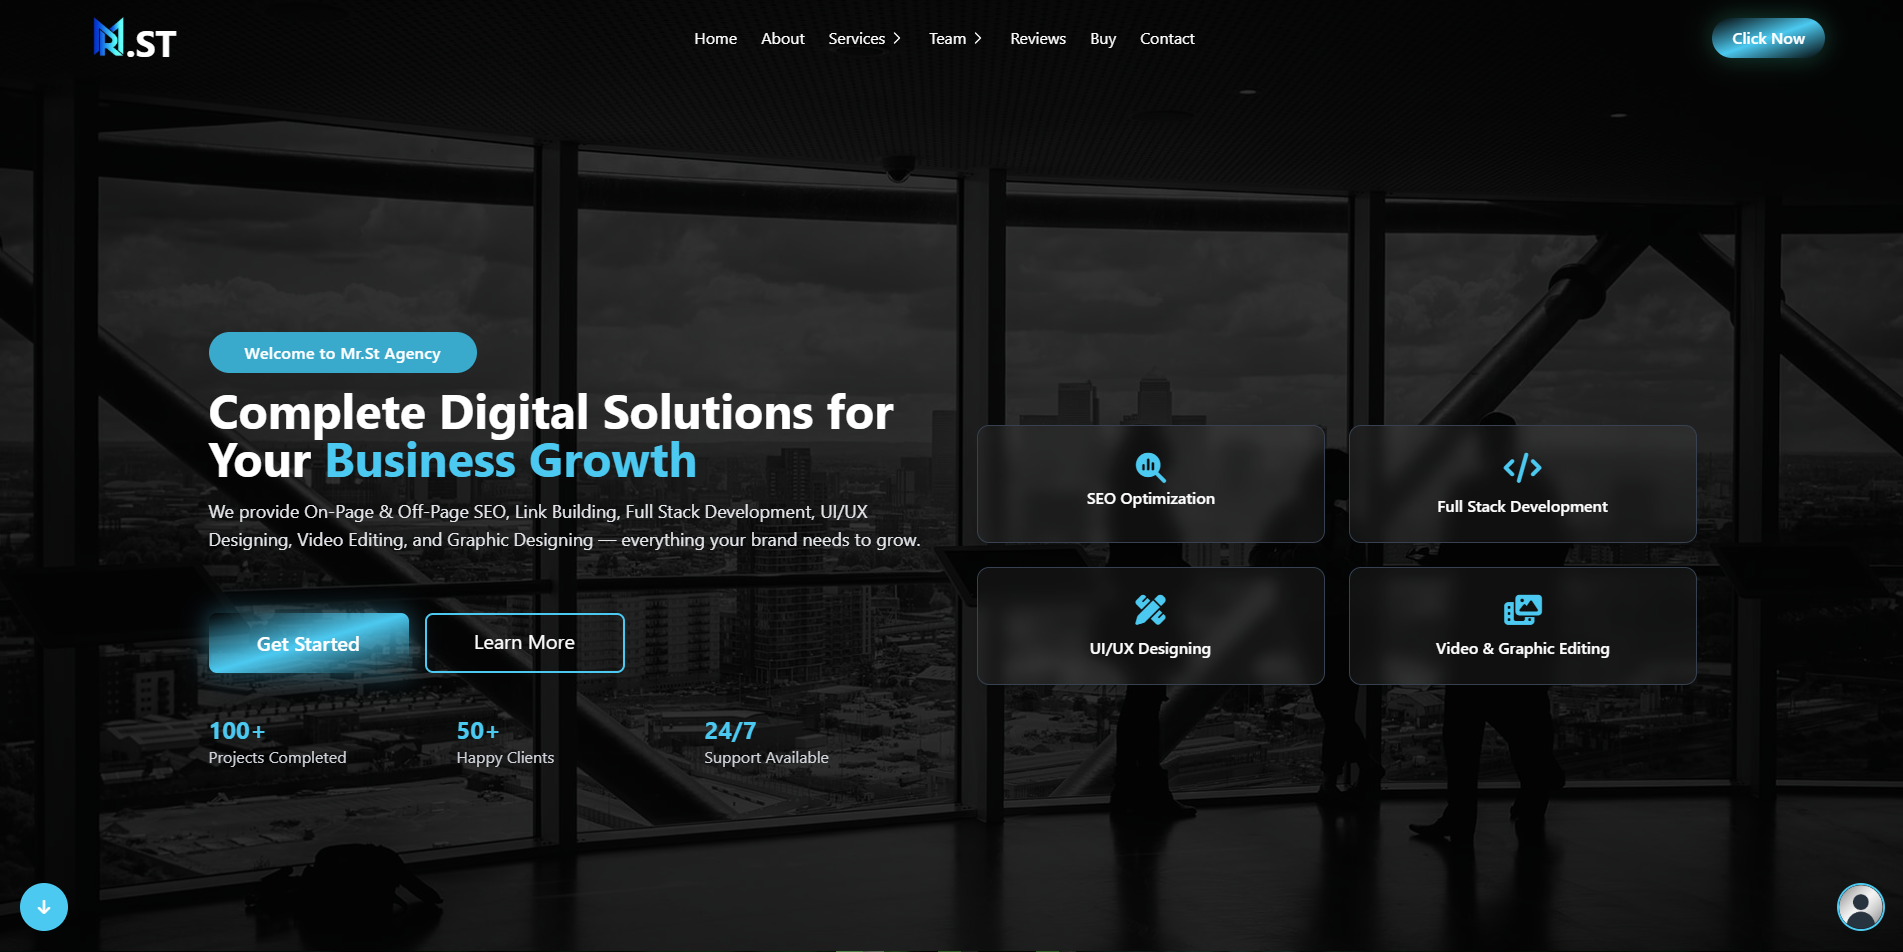 MR.ST
Home
About
Services
Team
Reviews
Buy
Contact
Click Now
Welcome to Mr.St Agency
Complete Digital Solutions for
Your Business Growth
We provide On-Page & Off-Page SEO, Link Building, Full Stack Development, UI/UX
Designing, Video Editing, and Graphic Designing — everything your brand needs to grow.
Get Started
Learn More
100+
Projects Completed
50+
Happy Clients
24/7
Support Available
SEO Optimization
Full Stack Development
UI/UX Designing
Video & Graphic Editing